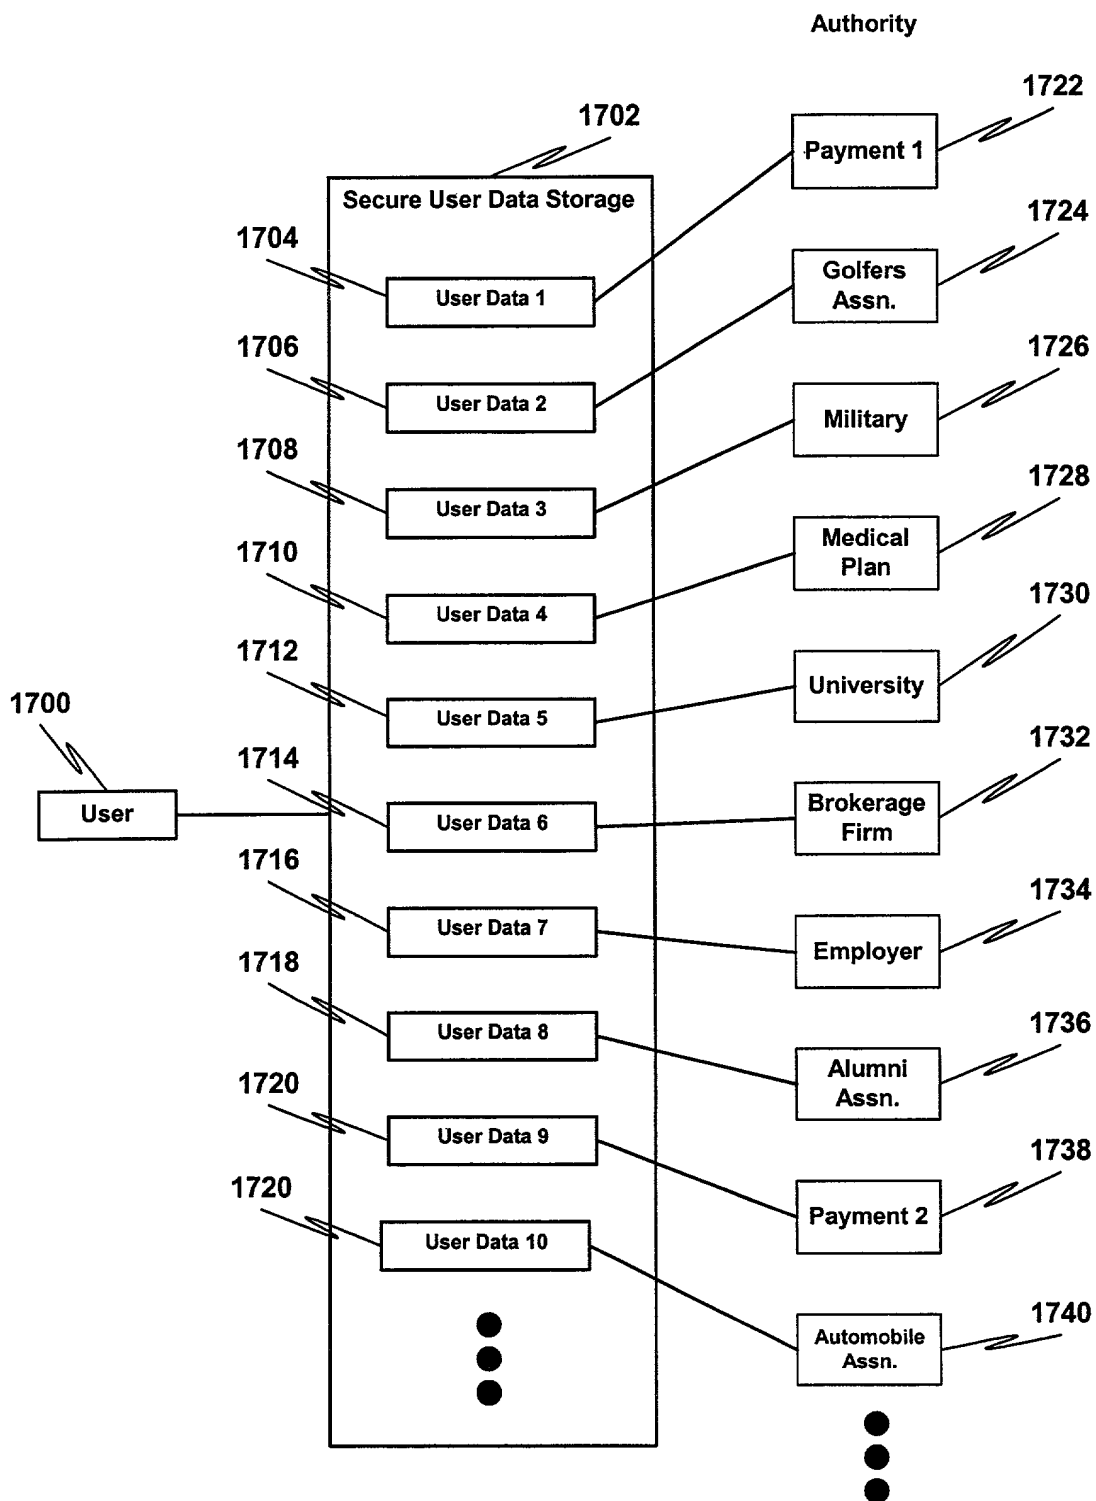 Authority
1722
1702
Payment 1
Secure User Data Storage
1724
1704
Golfers
Assn.
User Data 1
1706
1726
User Data 2
Military
1708
1728
User Data 3
Medical
Plan
1710
1730
User Data 4
1712
University
1700
User Data 5
1732
1714
Brokerage
Firm
User
User Data 6
1716
1734
User Data 7
Employer
1718
1736
User Data 8
Alumni
Assn.
1720
User Data 9
1738
1720
Payment 2
User Data 10
1740
Automobile
Assn.